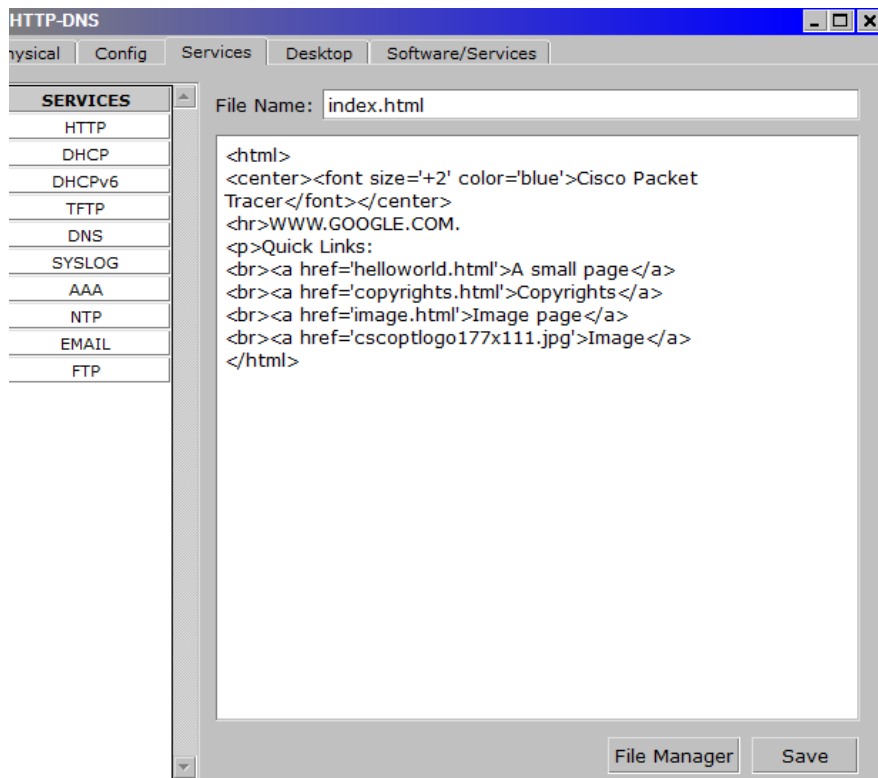 HTTP-DNS
hysical Config Services Desktop Software/Services
SERVICES
HTTP
DHCP
DHCPv6
TFTP
DNS
SYSLOG
AAA
NTP
EMAIL
FTP
File Name: index.html
<html>
<center><font size='+2' color='blue'>Cisco Packet
Tracer</font></center>
<hr>WWW.GOOGLE.COM.
<p>Quick Links:
<br><a href='helloworld.html'>A small page</a>
<br><a href='copyrights.html'>Copyrights</a>
<br><a href='image.html'>Image page</a>
<br><a href='cscoptlogo177x111.jpg'>Image</a>
</html>
File Manager Save